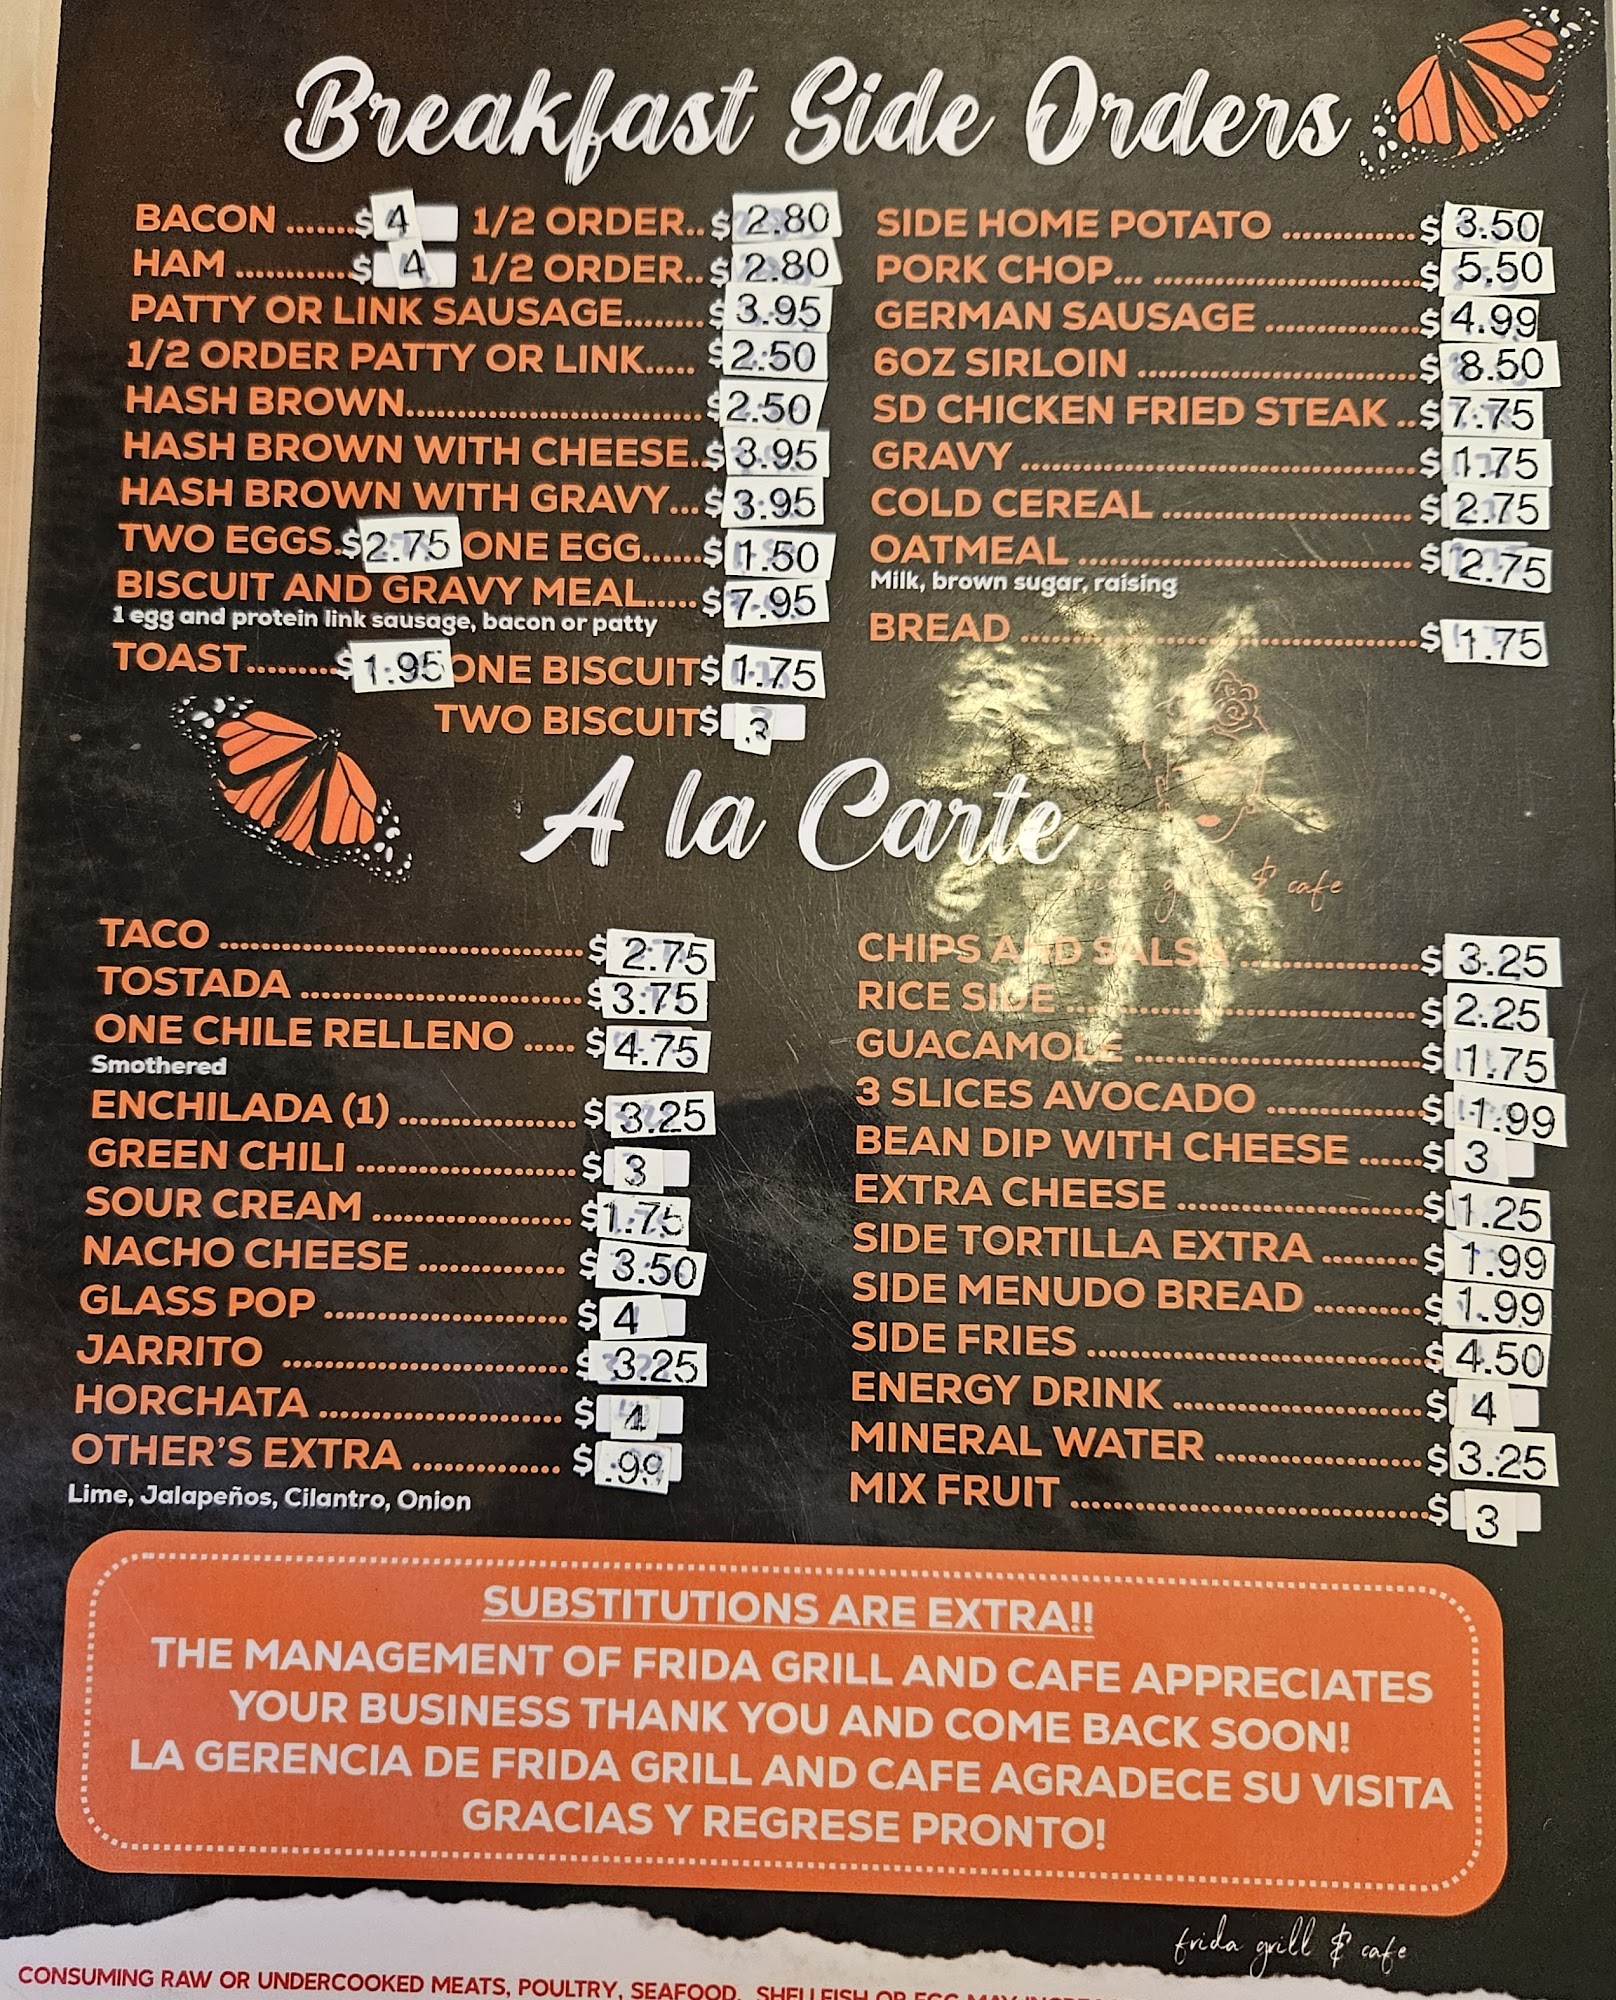 Breakfast Side Orders
BACON .......$ 4 1/2 ORDER.. $ 2.80
HAM ............$ 4 1/2 ORDER.. $ 2.80
PATTY OR LINK SAUSAGE........ $ 3.95
1/2 ORDER PATTY OR LINK..... $ 2.50
HASH BROWN............................... $ 2.50
HASH BROWN WITH CHEESE..$ 3.95
HASH BROWN WITH GRAVY...$ 3.95
TWO EGGS.$ 2.75 ONE EGG......$ 1.50
BISCUIT AND GRAVY MEAL.....$ 7.95
1 egg and protein link sausage, bacon or patty
TOAST.........$ 1.95 ONE BISCUIT$ 1.75
TWO BISCUIT$ 3
SIDE HOME POTATO ..............$ 3.50
PORK CHOP... ............................$ 5.50
GERMAN SAUSAGE ................$ 4.99
6OZ SIRLOIN ..............................$ 8.50
SD CHICKEN FRIED STEAK ..$ 7.75
GRAVY ..........................................$ 1.75
COLD CEREAL ..........................$ 2.75
OATMEAL ...................................$ 2.75
Milk, brown sugar, raising
BREAD ..........................................$ 1.75
A la Carte
TACO ......................................$ 2.75
TOSTADA .............................$ 3.75
ONE CHILE RELLENO ..... $ 4.75
Smothered
ENCHILADA (1) ................... $ 3.25
GREEN CHILI ....................... $ 3
SOUR CREAM .................... $ 1.75
NACHO CHEESE ............... $ 3.50
GLASS POP ........................ $ 4
JARRITO ............................. $ 3.25
HORCHATA ........................ $ 4
OTHER'S EXTRA ............... $ .99
Lime, Jalapeños, Cilantro, Onion
& cafe
CHIPS AND SALSA ..................$ 3.25
RICE SIDE ....................................$ 2.25
GUACAMOLE .............................$ 1.75
3 SLICES AVOCADO ................$ 1.99
BEAN DIP WITH CHEESE ......$ 3
EXTRA CHEESE .........................$ 1.25
SIDE TORTILLA EXTRA .........$ 1.99
SIDE MENUDO BREAD ..........$ 1.99
SIDE FRIES ..................................$ 4.50
ENERGY DRINK .........................$ 4
MINERAL WATER .....................$ 3.25
MIX FRUIT ....................................$ 3
SUBSTITUTIONS ARE EXTRA!!
THE MANAGEMENT OF FRIDA GRILL AND CAFE APPRECIATES
YOUR BUSINESS THANK YOU AND COME BACK SOON!
LA GERENCIA DE FRIDA GRILL AND CAFE AGRADECE SU VISITA
GRACIAS Y REGRESE PRONTO!
frida grill & cafe
CONSUMING RAW OR UNDERCOOKED MEATS, POULTRY, SEAFOOD, SHELLFISH OR EGG MAY